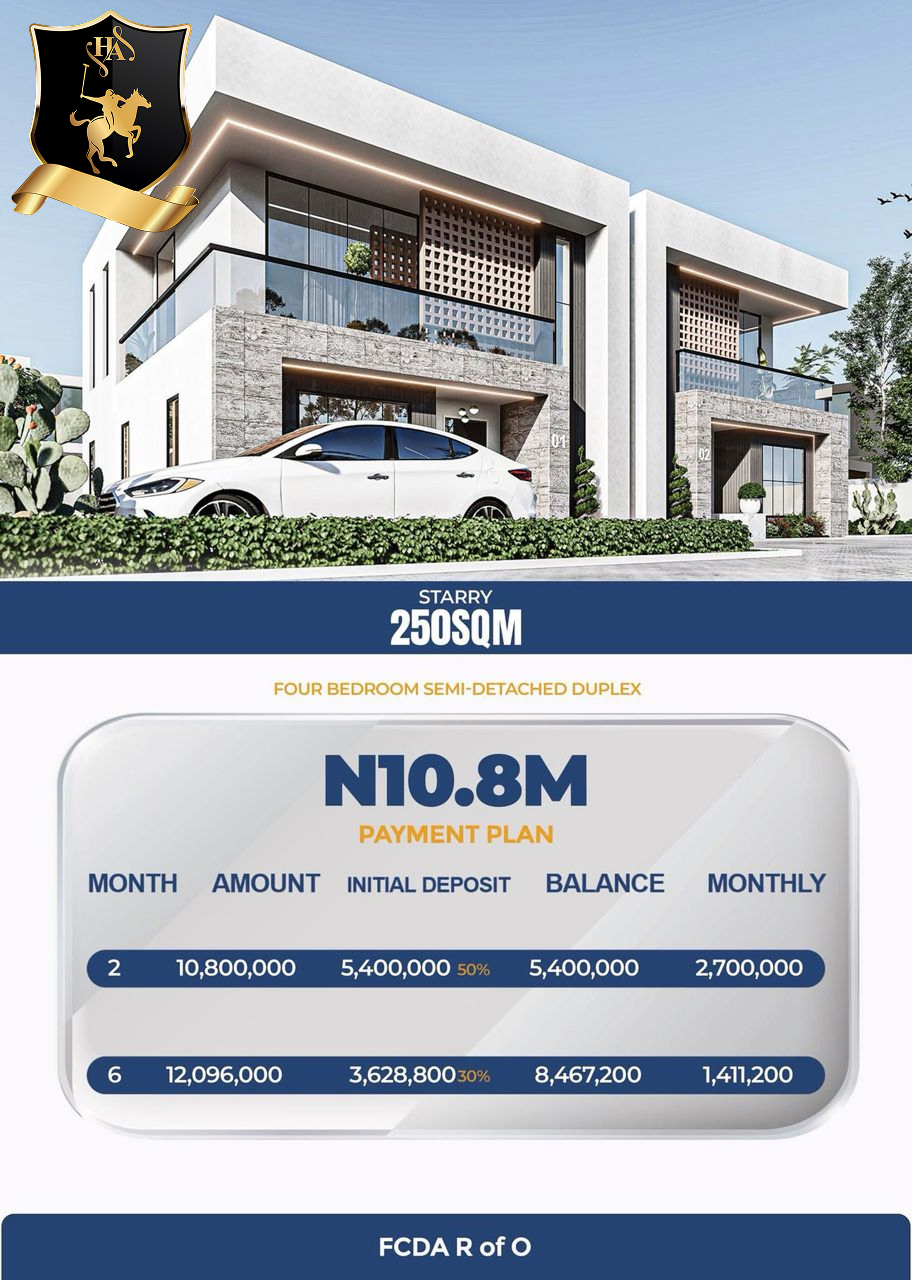 HA
01
02
STARRY
250SQM
FOUR BEDROOM SEMI-DETACHED DUPLEX
N10.8M
PAYMENT PLAN
MONTH AMOUNT INITIAL DEPOSIT BALANCE MONTHLY
2 10,800,000 5,400,000 50% 5,400,000 2,700,000
6 12,096,000 3,628,800 30% 8,467,200 1,411,200
FCDA R of O